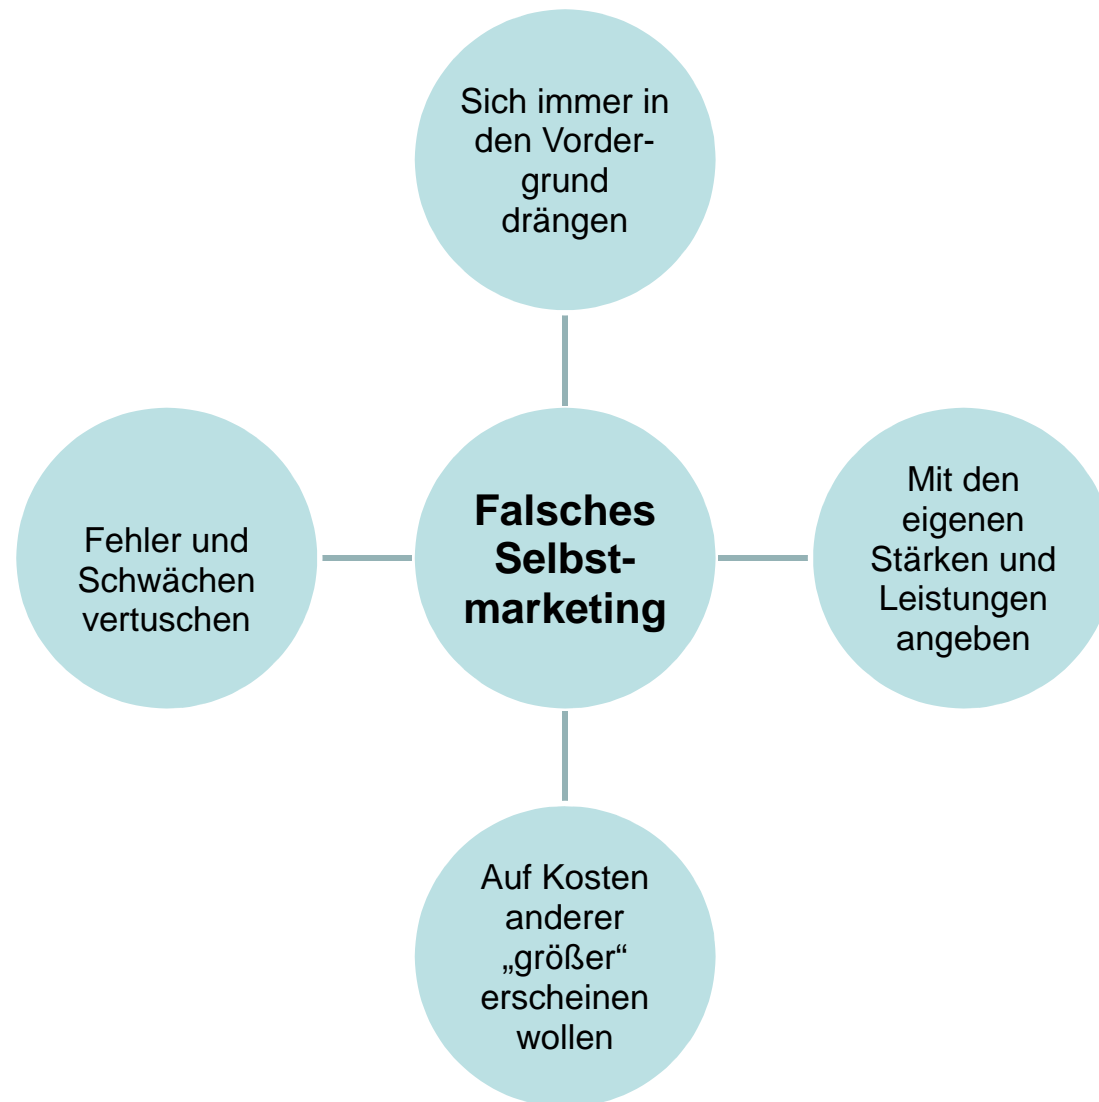 Sich immer in
den Vorder-
grund
drängen
Fehler und
Schwächen
vertuschen
Falsches
Selbst-
marketing
Mit den
eigenen
Stärken und
Leistungen
angeben
Auf Kosten
anderer
„größer“
erscheinen
wollen